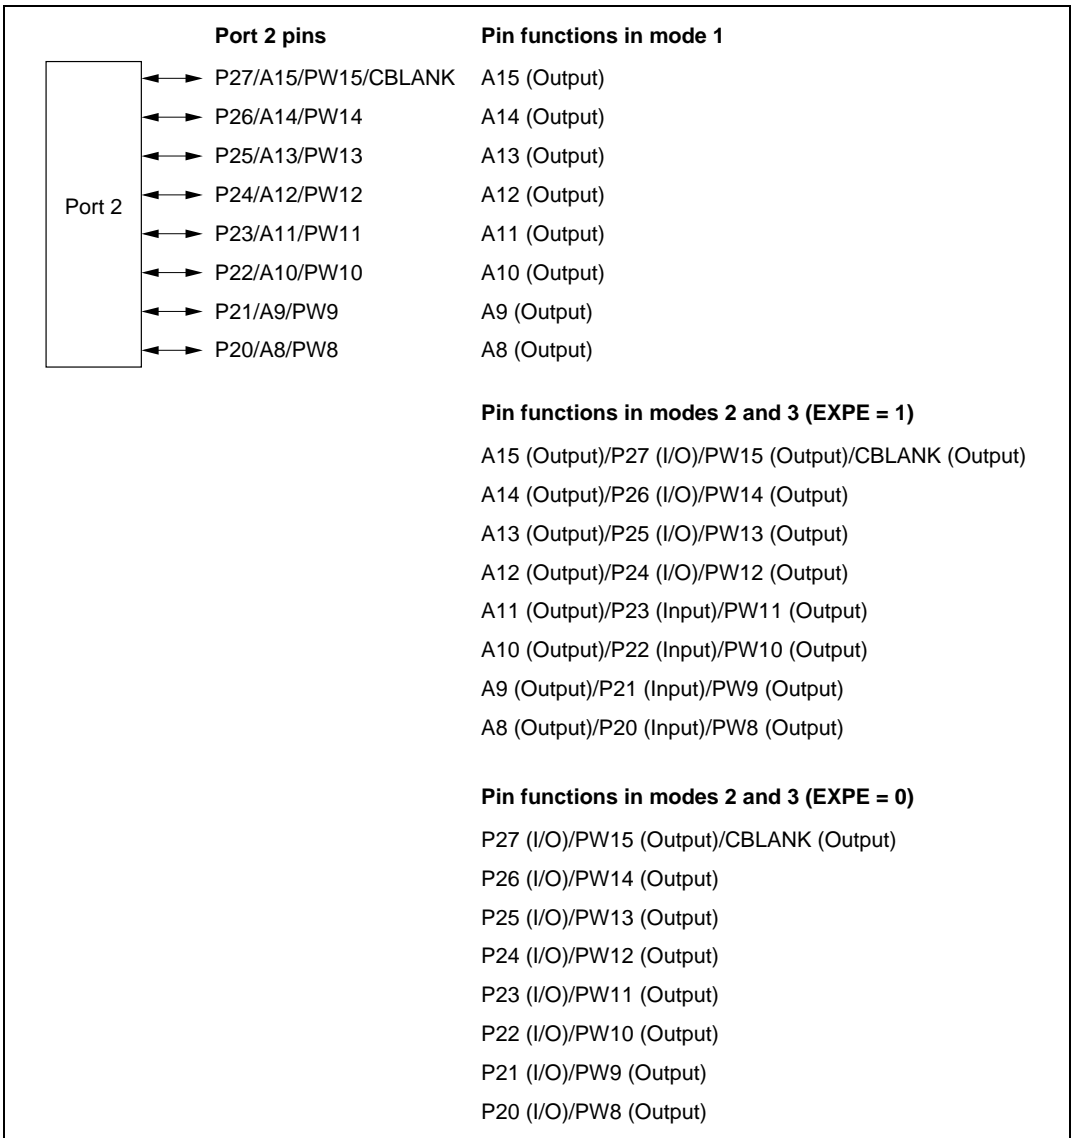 Port 2 pins Pin functions in mode 1
P27/A15/PW15/CBLANK A15 (Output)
P26/A14/PW14 A14 (Output)
P25/A13/PW13 A13 (Output)
P24/A12/PW12 A12 (Output)
Port 2
P23/A11/PW11 A11 (Output)
P22/A10/PW10 A10 (Output)
P21/A9/PW9 A9 (Output)
P20/A8/PW8 A8 (Output)
Pin functions in modes 2 and 3 (EXPE = 1)
A15 (Output)/P27 (I/O)/PW15 (Output)/CBLANK (Output)
A14 (Output)/P26 (I/O)/PW14 (Output)
A13 (Output)/P25 (I/O)/PW13 (Output)
A12 (Output)/P24 (I/O)/PW12 (Output)
A11 (Output)/P23 (Input)/PW11 (Output)
A10 (Output)/P22 (Input)/PW10 (Output)
A9 (Output)/P21 (Input)/PW9 (Output)
A8 (Output)/P20 (Input)/PW8 (Output)
Pin functions in modes 2 and 3 (EXPE = 0)
P27 (I/O)/PW15 (Output)/CBLANK (Output)
P26 (I/O)/PW14 (Output)
P25 (I/O)/PW13 (Output)
P24 (I/O)/PW12 (Output)
P23 (I/O)/PW11 (Output)
P22 (I/O)/PW10 (Output)
P21 (I/O)/PW9 (Output)
P20 (I/O)/PW8 (Output)